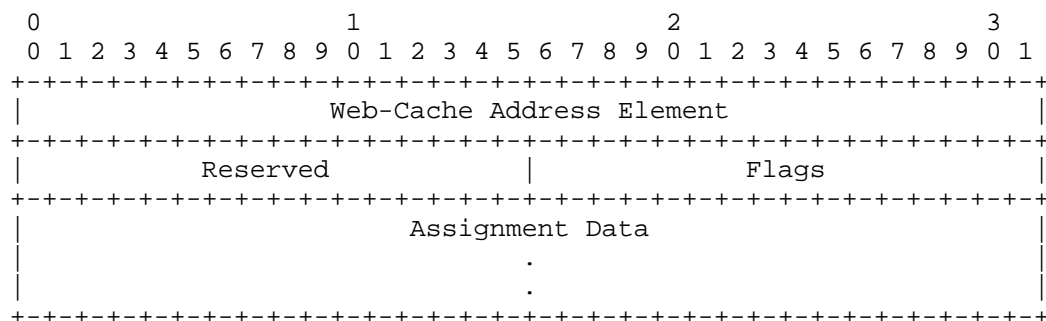 0                   1                   2                   3
 0 1 2 3 4 5 6 7 8 9 0 1 2 3 4 5 6 7 8 9 0 1 2 3 4 5 6 7 8 9 0 1
+-+-+-+-+-+-+-+-+-+-+-+-+-+-+-+-+-+-+-+-+-+-+-+-+-+-+-+-+-+-+-+-+
|                   Web-Cache Address Element                   |
+-+-+-+-+-+-+-+-+-+-+-+-+-+-+-+-+-+-+-+-+-+-+-+-+-+-+-+-+-+-+-+-+
|           Reserved            |             Flags             |
+-+-+-+-+-+-+-+-+-+-+-+-+-+-+-+-+-+-+-+-+-+-+-+-+-+-+-+-+-+-+-+-+
|                        Assignment Data                        |
|                               .                               |
|                               .                               |
+-+-+-+-+-+-+-+-+-+-+-+-+-+-+-+-+-+-+-+-+-+-+-+-+-+-+-+-+-+-+-+-+